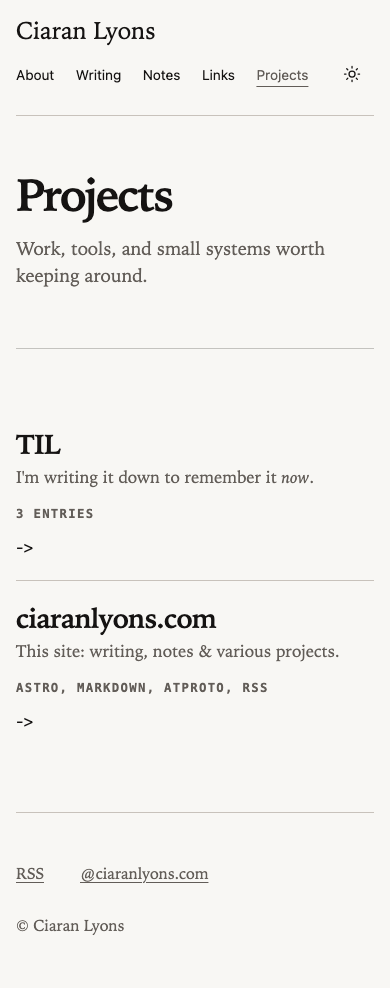 Ciaran Lyons
About Writing Notes Links Projects
Projects
Work, tools, and small systems worth
keeping around.
TIL
I'm writing it down to remember it now.
3 ENTRIES
->
ciaranlyons.com
This site: writing, notes & various projects.
ASTRO, MARKDOWN, ATPROTO, RSS
->
RSS @ciaranlyons.com
© Ciaran Lyons